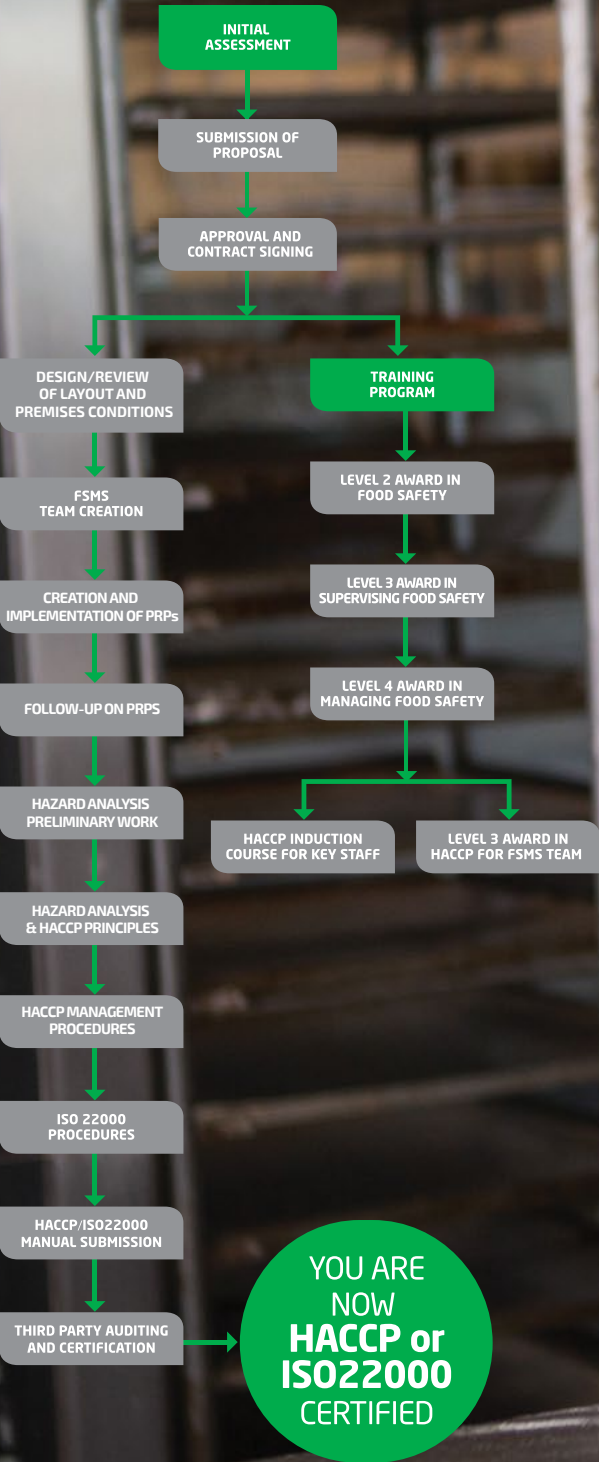 INITIAL
ASSESSMENT
SUBMISSION OF
PROPOSAL
APPROVAL AND
CONTRACT SIGNING
DESIGN/REVIEW
OF LAYOUT AND
PREMISES CONDITIONS
FSMS
TEAM CREATION
CREATION AND
IMPLEMENTATION OF PRPs
FOLLOW-UP ON PRPS
HAZARD ANALYSIS
PRELIMINARY WORK
HAZARD ANALYSIS
& HACCP PRINCIPLES
HACCP MANAGEMENT
PROCEDURES
ISO 22000
PROCEDURES
HACCP/ISO22000
MANUAL SUBMISSION
THIRD PARTY AUDITING
AND CERTIFICATION
TRAINING
PROGRAM
LEVEL 2 AWARD IN
FOOD SAFETY
LEVEL 3 AWARD IN
SUPERVISING FOOD SAFETY
LEVEL 4 AWARD IN
MANAGING FOOD SAFETY
HACCP INDUCTION
COURSE FOR KEY STAFF
LEVEL 3 AWARD IN
HACCP FOR FSMS TEAM
YOU ARE
NOW
HACCP or
ISO22000
CERTIFIED